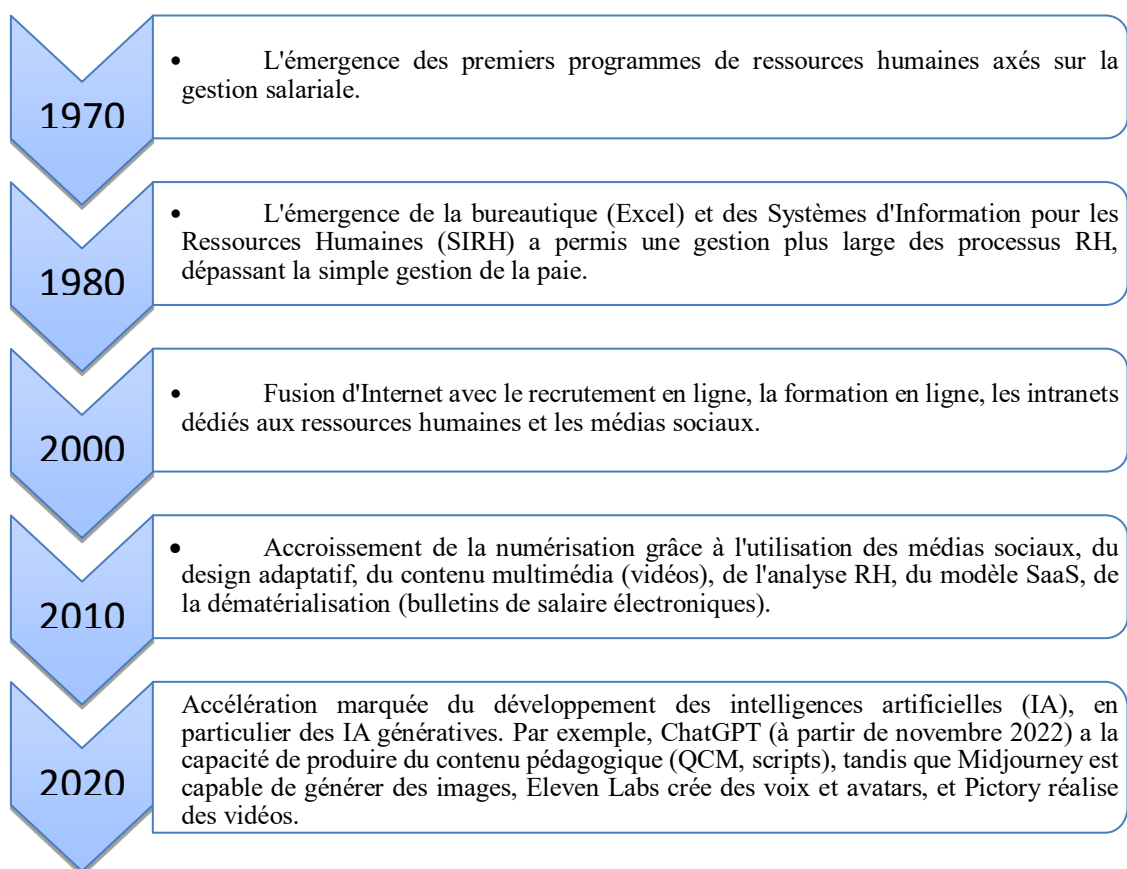 1970
• L'émergence des premiers programmes de ressources humaines axés sur la
gestion salariale.
1980
• L'émergence de la bureautique (Excel) et des Systèmes d'Information pour les
Ressources Humaines (SIRH) a permis une gestion plus large des processus RH,
dépassant la simple gestion de la paie.
2000
• Fusion d'Internet avec le recrutement en ligne, la formation en ligne, les intranets
dédiés aux ressources humaines et les médias sociaux.
2010
• Accroissement de la numérisation grâce à l'utilisation des médias sociaux, du
design adaptatif, du contenu multimédia (vidéos), de l'analyse RH, du modèle SaaS, de
la dématérialisation (bulletins de salaire électroniques).
2020
Accélération marquée du développement des intelligences artificielles (IA), en
particulier des IA génératives. Par exemple, ChatGPT (à partir de novembre 2022) a la
capacité de produire du contenu pédagogique (QCM, scripts), tandis que Midjourney est
capable de générer des images, Eleven Labs crée des voix et avatars, et Pictory réalise
des vidéos.